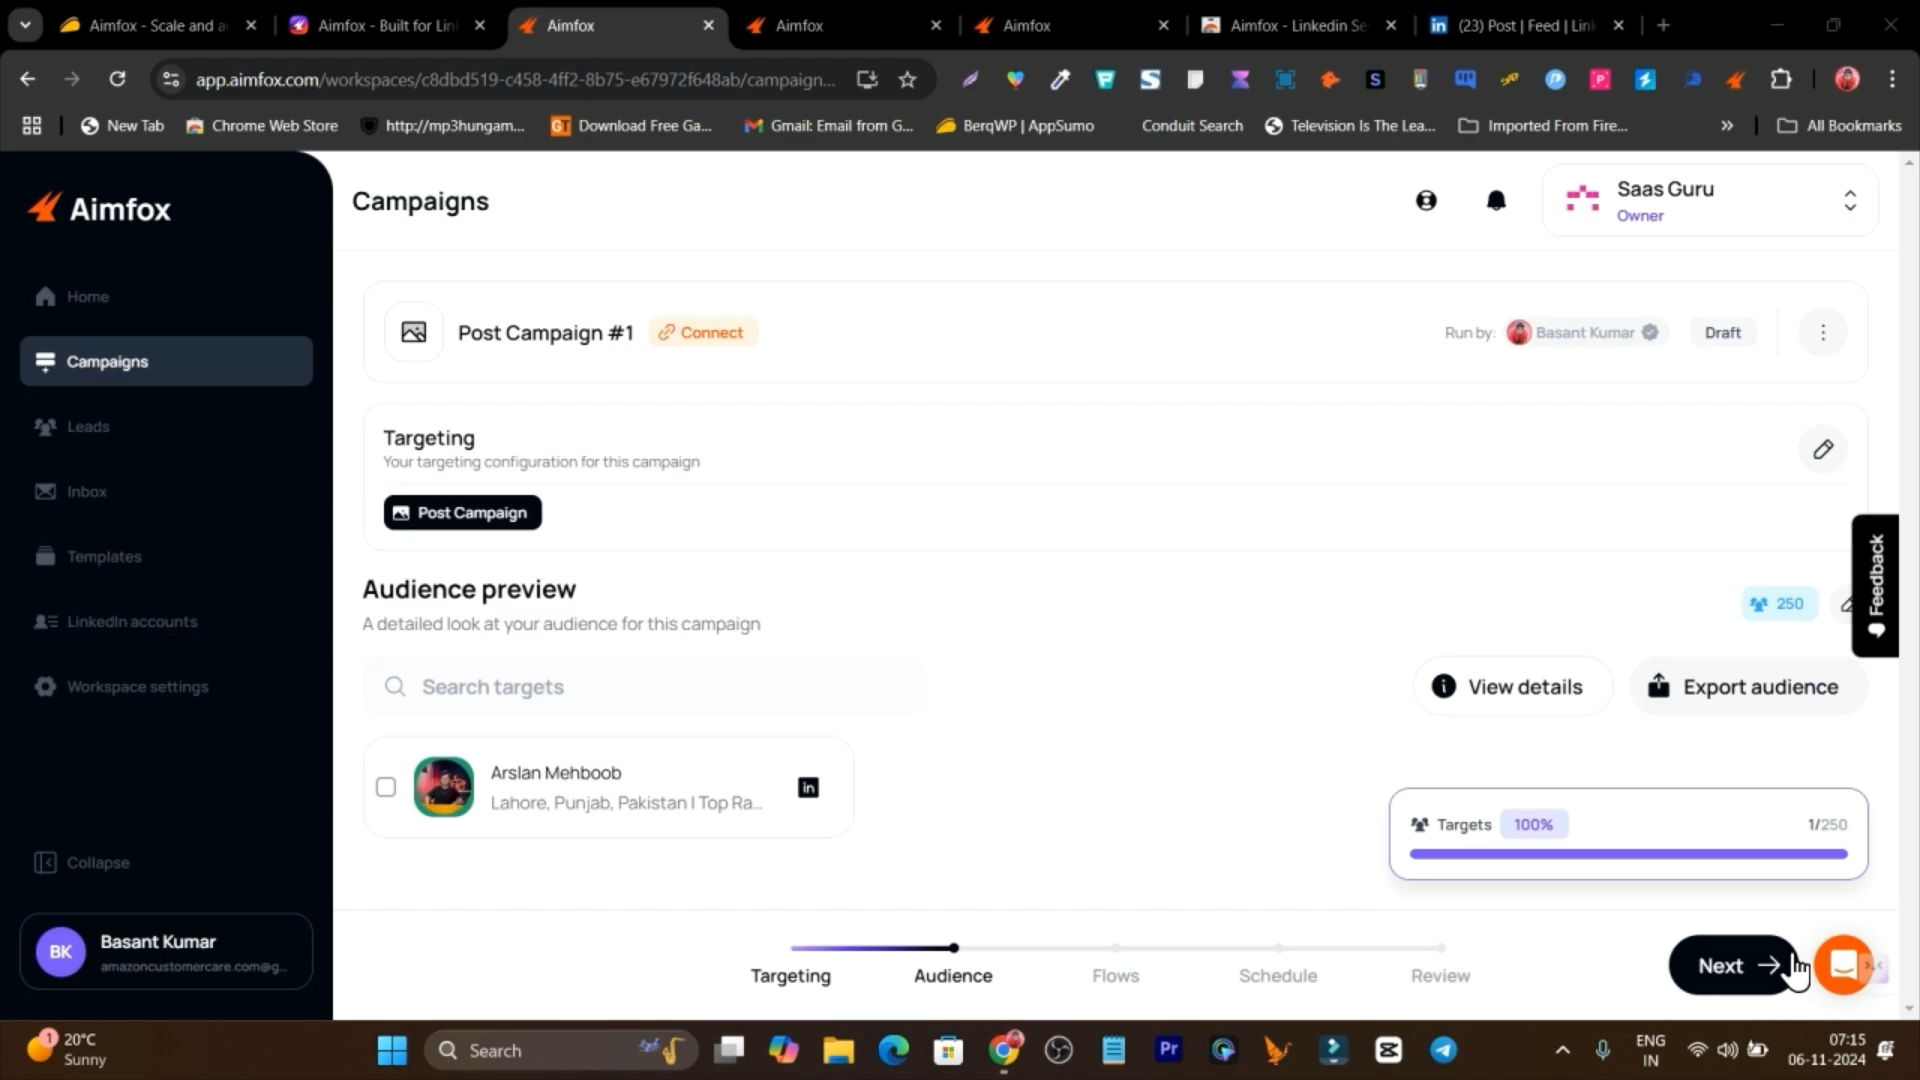 Aimfox - Scale and a
Aimfox - Built for Lin
Aimfox
Aimfox
Aimfox
Aimfox - Linkedin Se
(23) Post | Feed | Link
app.aimfox.com/workspaces/c8dbd519-c458-4ff2-8b75-e67972f648ab/campaign...
New Tab
Chrome Web Store
http://mp3hungam...
Download Free Ga...
Gmail: Email from G...
BerqWP | AppSumo
Conduit Search
Television Is The Lea...
Imported From Fire...
All Bookmarks
Aimfox
Campaigns
Saas Guru
Owner
Home
Campaigns
Leads
Inbox
Templates
LinkedIn accounts
Workspace settings
Collapse
BK
Basant Kumar
amazoncustomercare.com@g...
Post Campaign #1
Connect
Run by:
Basant Kumar
Draft
Targeting
Your targeting configuration for this campaign
Post Campaign
Audience preview
A detailed look at your audience for this campaign
250
Feedback
Search targets
View details
Export audience
Arslan Mehboob
Lahore, Punjab, Pakistan | Top Ra...
in
Targets
100%
1/250
Targeting
Audience
Flows
Schedule
Review
Next
1
20°C
Sunny
Search
Pr
ENG
IN
07:15
06-11-2024